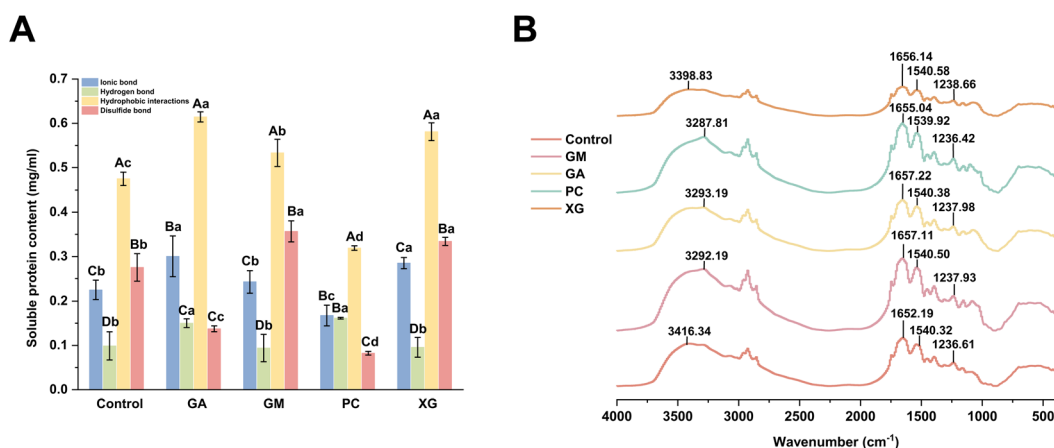 A
Soluble protein content (mg/ml)
0.7
0.6
0.5
0.4
0.3
0.2
0.1
0.0
Ionic bond
Hydrogen bond
Hydrophobic interactions
Disulfide bond
Cb
Db
Ac
Bb
Ba
Ca
Aa
Cc
Cb
Db
Ab
Ba
Bc
Ba
Ad
Cd
Ca
Db
Aa
Ba
Control
GA
GM
PC
XG
B
Control
GM
GA
PC
XG
3398.83
1656.14
1540.58
1238.66
3287.81
1655.04
1539.92
1236.42
3293.19
1657.22
1540.38
1237.98
3292.19
1657.11
1540.50
1237.93
3416.34
1652.19
1540.32
1236.61
4000 3500 3000 2500 2000 1500 1000 500
Wavenumber (cm⁻¹)